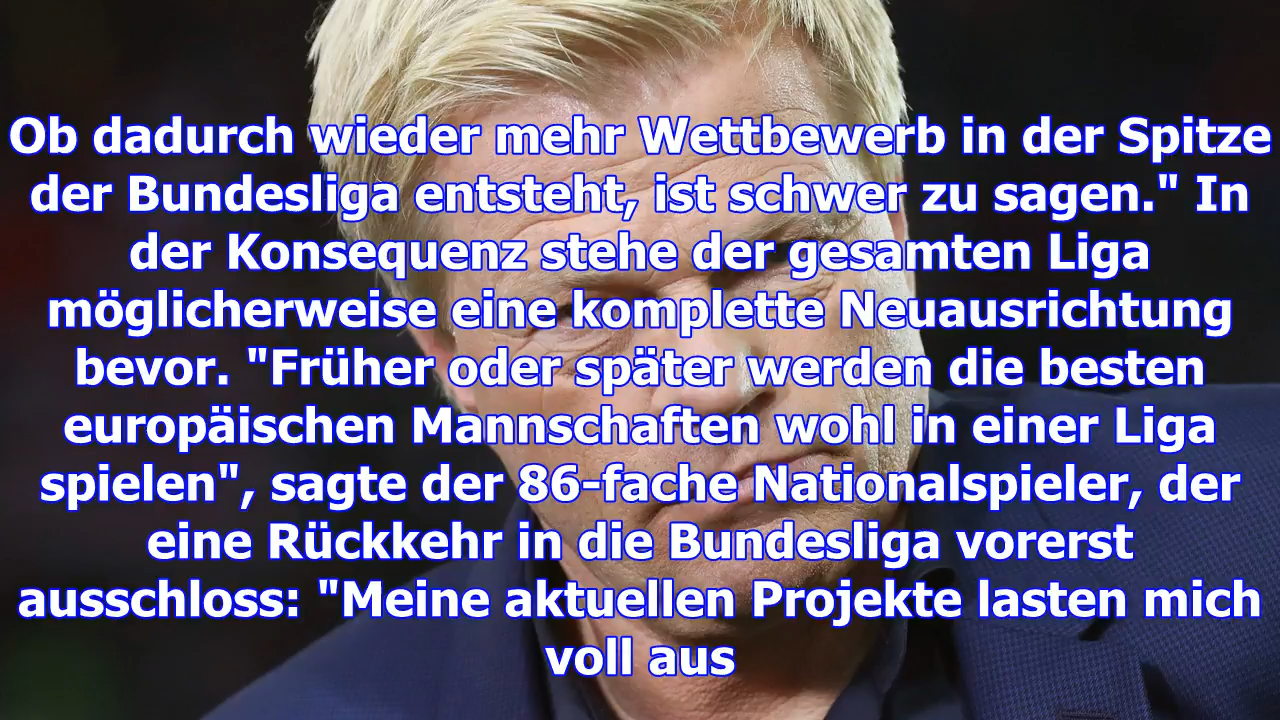 Ob dadurch wieder mehr Wettbewerb in der Spitze
der Bundesliga entsteht, ist schwer zu sagen." In
der Konsequenz stehe der gesamten Liga
möglicherweise eine komplette Neuausrichtung
bevor. "Früher oder später werden die besten
europäischen Mannschaften wohl in einer Liga
spielen", sagte der 86-fache Nationalspieler, der
eine Rückkehr in die Bundesliga vorerst
ausschloss: "Meine aktuellen Projekte lasten mich
voll aus